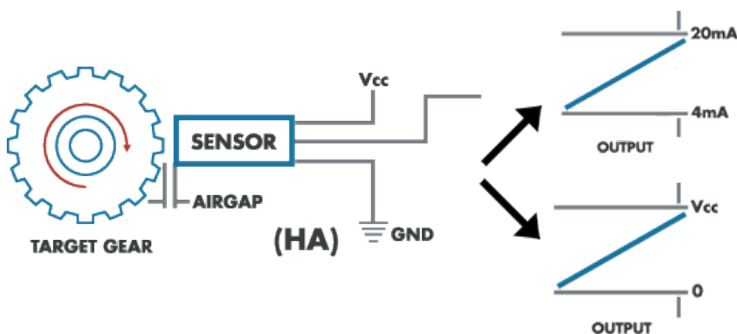 TARGET GEAR
SENSOR
AIRGAP
Vcc
(HA)
GND
20mA
4mA
OUTPUT
Vcc
0
OUTPUT